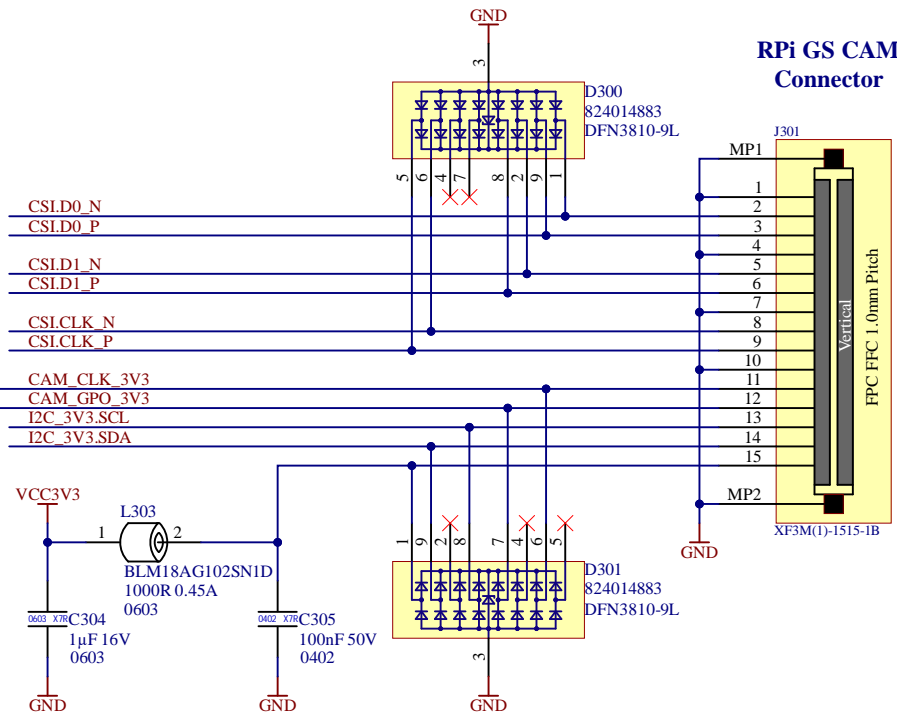 GND
3
D300
824014883
DFN3810-9L
5 6 4 7 8 2 9 1
RPi GS CAM
Connector
J301
MP1
1
CSI.D0_N 2
CSI.D0_P 3
4
CSI.D1_N 5
CSI.D1_P 6
7
CSI.CLK_N 8
CSI.CLK_P 9
10
CAM_CLK_3V3 11
CAM_GPO_3V3 12
I2C_3V3.SCL 13
I2C_3V3.SDA 14
15
MP2
Vertical
FPC FFC 1.0mm Pitch
XF3M(1)-1515-1B
GND
VCC3V3
L303
1 2
BLM18AG102SN1D
1000R 0.45A
0603
0603 X7R C304
1µF 16V
0603
GND
0402 X7R C305
100nF 50V
0402
GND
1 9 2 8 7 4 6 5
D301
824014883
DFN3810-9L
3
GND